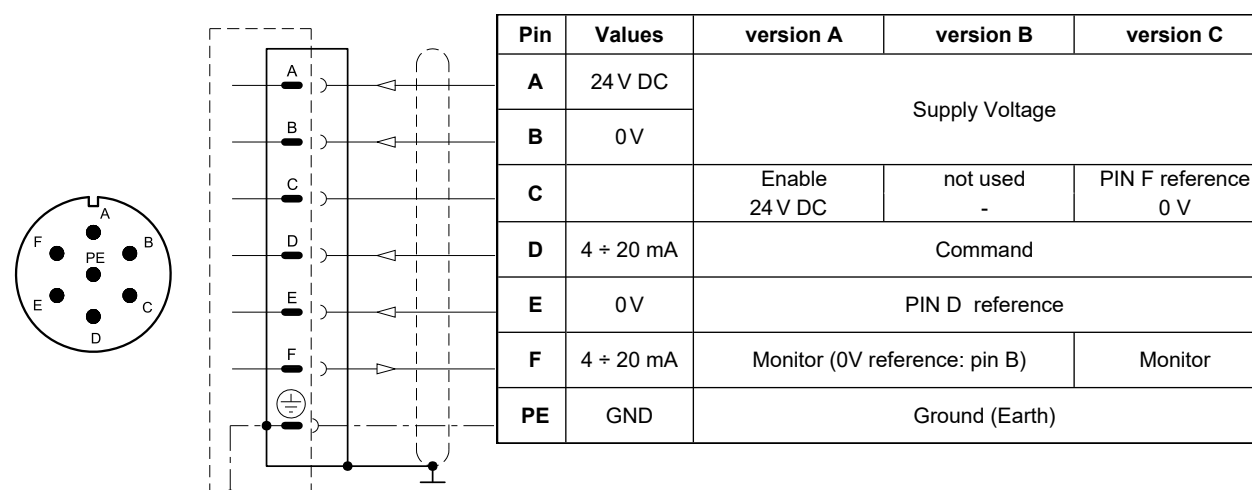 Pin Values version A version B version C
A 24 V DC
Supply Voltage
B 0 V
C Enable not used PIN F reference
24 V DC - 0 V
D 4 ÷ 20 mA Command
E 0 V PIN D reference
F 4 ÷ 20 mA Monitor (0V reference: pin B) Monitor
PE GND Ground (Earth)
A
B
C
D
E
F
A
F B
PE
E C
D